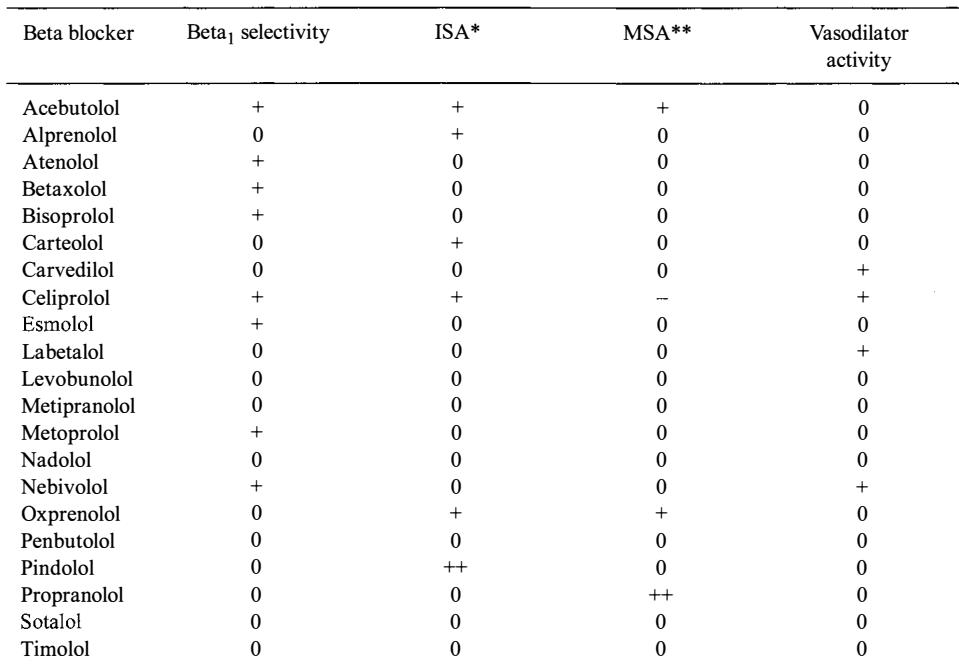 Beta blocker Beta1 selectivity ISA* MSA** Vasodilator
activity
Acebutolol + + + 0
Alprenolol 0 + 0 0
Atenolol + 0 0 0
Betaxolol + 0 0 0
Bisoprolol + 0 0 0
Carteolol 0 + 0 0
Carvedilol 0 0 0 +
Celiprolol + + – +
Esmolol + 0 0 0
Labetalol 0 0 0 +
Levobunolol 0 0 0 0
Metipranolol 0 0 0 0
Metoprolol + 0 0 0
Nadolol 0 0 0 0
Nebivolol + 0 0 +
Oxprenolol 0 + + 0
Penbutolol 0 0 0 0
Pindolol 0 ++ 0 0
Propranolol 0 0 ++ 0
Sotalol 0 0 0 0
Timolol 0 0 0 0